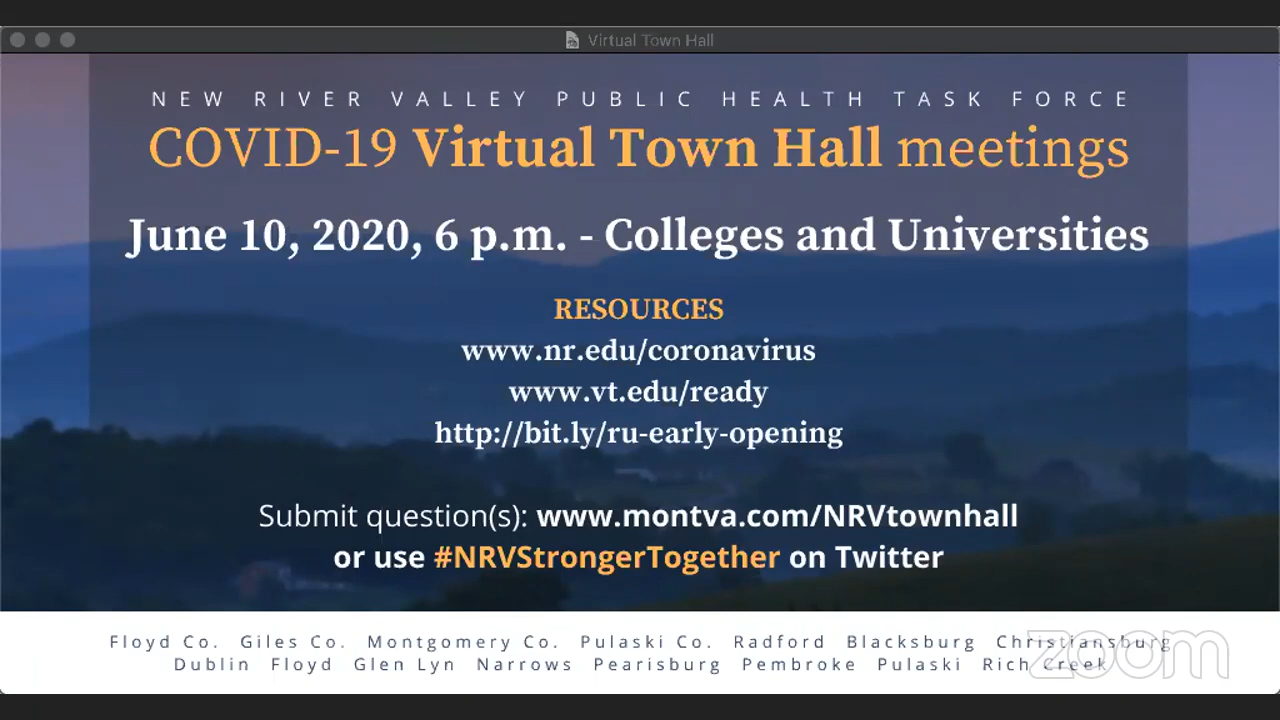 Virtual Town Hall
NEW RIVER VALLEY PUBLIC HEALTH TASK FORCE
COVID-19 Virtual Town Hall meetings
June 10, 2020, 6 p.m. - Colleges and Universities
RESOURCES
www.nr.edu/coronavirus
www.vt.edu/ready
http://bit.ly/ru-early-opening
Submit question(s): www.montva.com/NRVtownhall
or use #NRVStrongerTogether on Twitter
Floyd Co. Giles Co. Montgomery Co. Pulaski Co. Radford Blacksburg Christiansburg
Dublin Floyd Glen Lyn Narrows Pearisburg Pembroke Pulaski Rich Creek
zoom